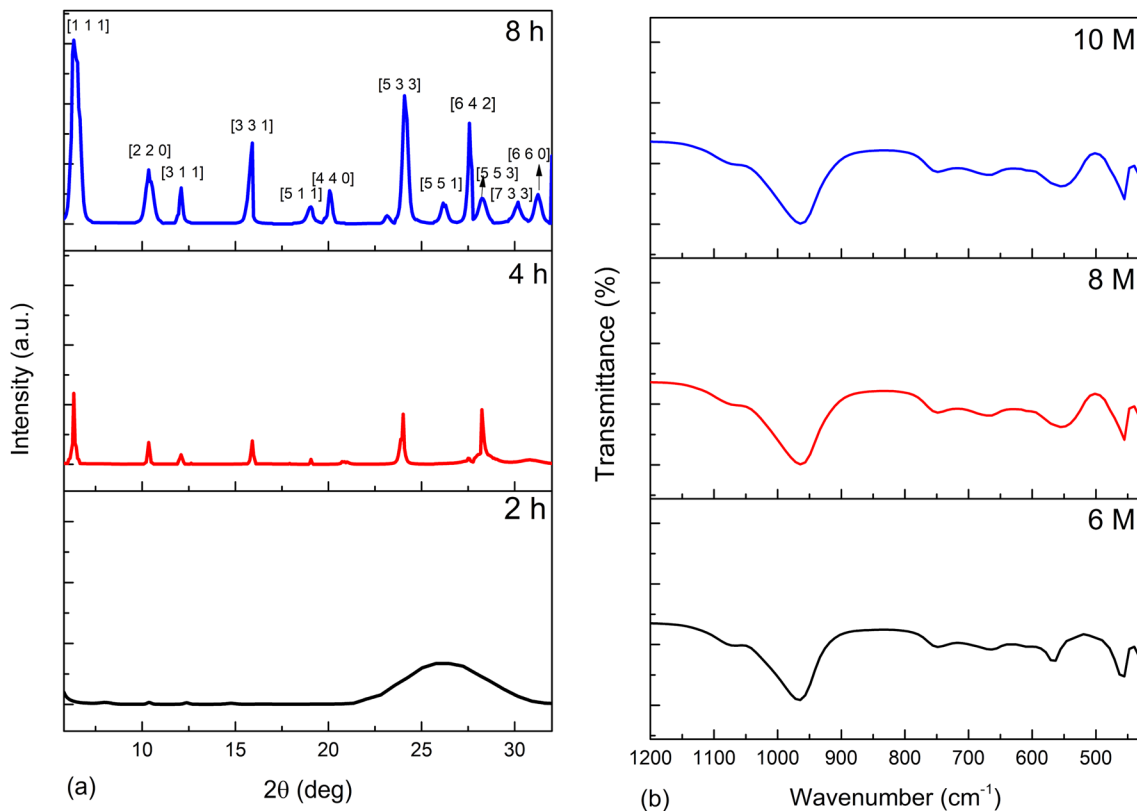 [1 1 1]
8 h
[5 3 3]
[6 4 2]
[3 3 1]
[2 2 0]
[6 6 0]
[3 1 1]
[5 5 3]
[4 4 0]
[5 1 1]
[5 5 1]
[7 3 3]
4 h
2 h
Intensity (a.u.)
10 15 20 25 30
(a)
2θ (deg)
10 M
8 M
6 M
Transmittance (%)
1200 1100 1000 900 800 700 600 500
(b)
Wavenumber (cm⁻¹)